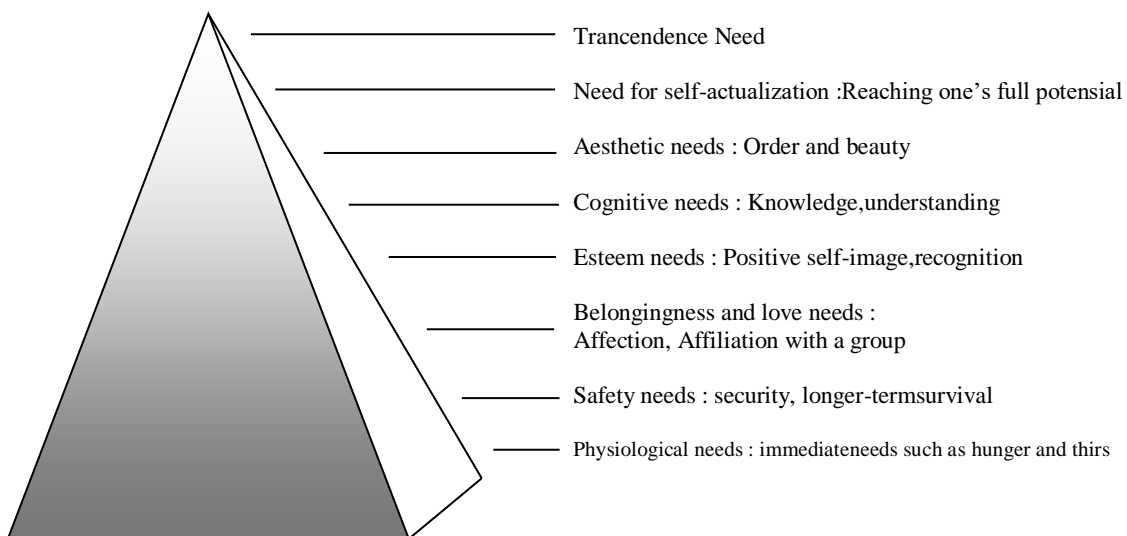 Trancendence Need
Need for self-actualization :Reaching one’s full potensial
Aesthetic needs : Order and beauty
Cognitive needs : Knowledge,understanding
Esteem needs : Positive self-image,recognition
Belongingness and love needs :
Affection, Affiliation with a group
Safety needs : security, longer-termsurvival
Physiological needs : immediateneeds such as hunger and thirs